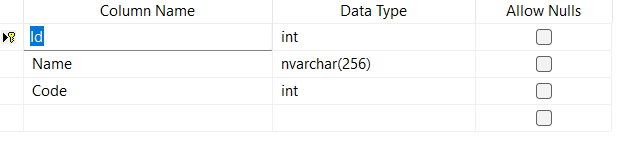 Column Name Data Type Allow Nulls
Id int
Name nvarchar(256)
Code int